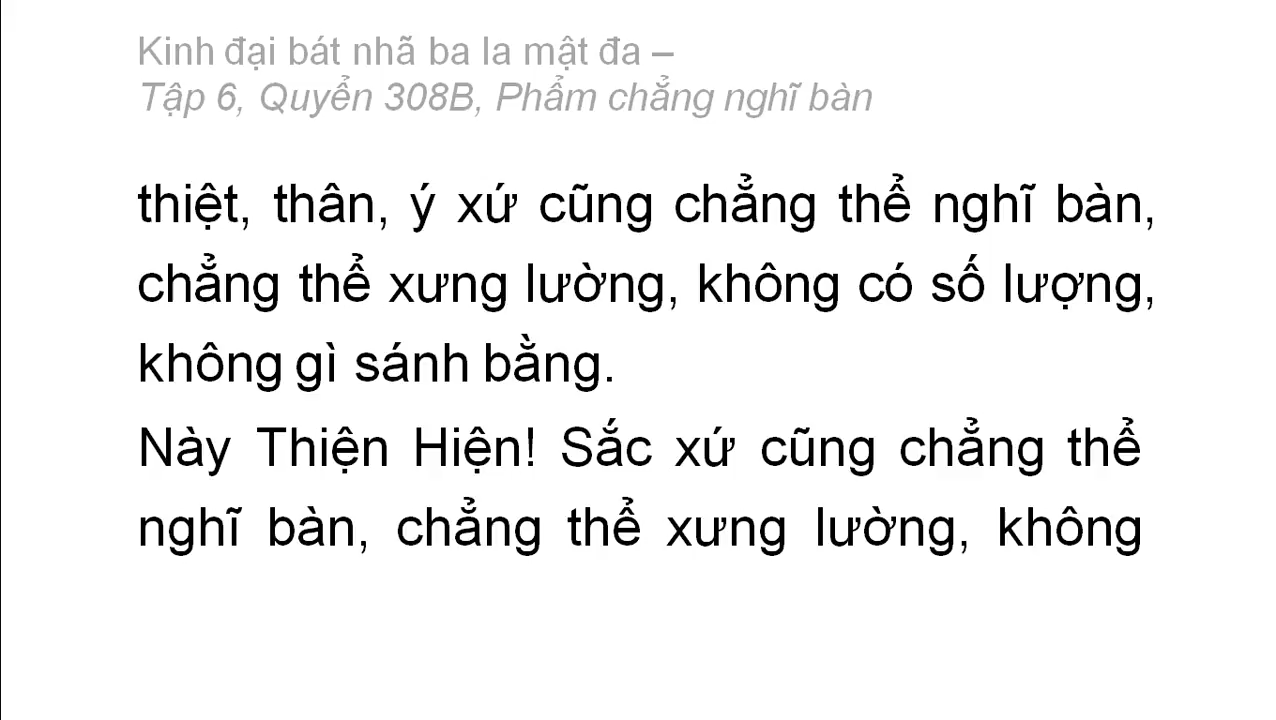 Kinh đại bát nhã ba la mật đa –
Tập 6, Quyển 308B, Phẩm chẳng nghĩ bàn
thiệt, thân, ý xứ cũng chẳng thể nghĩ bàn,
chẳng thể xưng lường, không có số lượng,
không gì sánh bằng.
Này Thiện Hiện! Sắc xứ cũng chẳng thể
nghĩ bàn, chẳng thể xưng lường, không